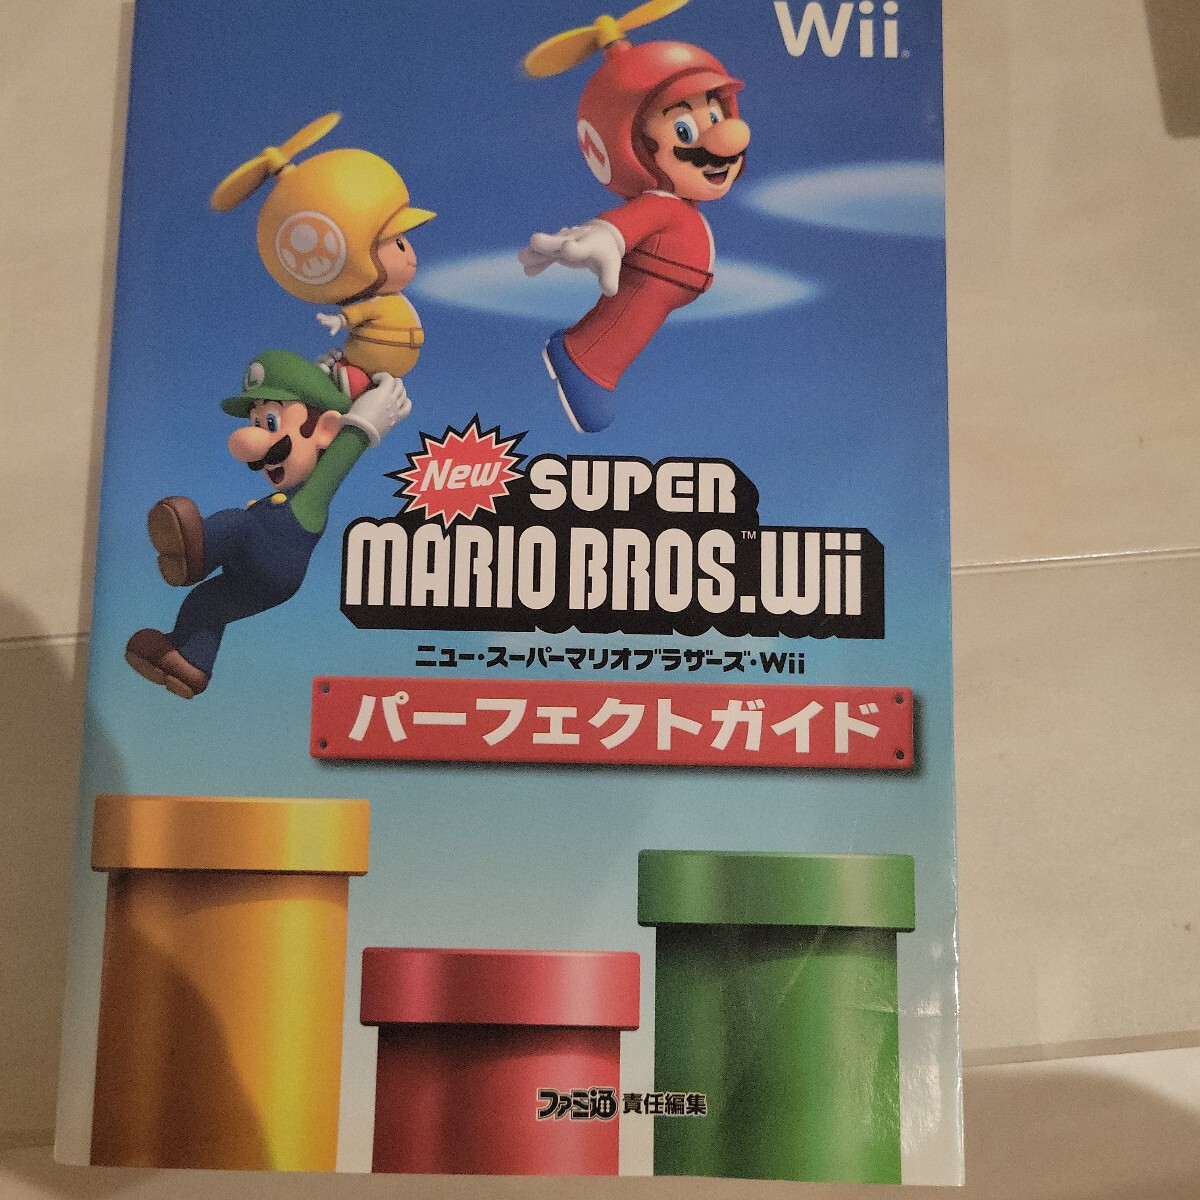 Wii®
New SUPER
MARIO BROS.™Wii
ニュー・スーパーマリオブラザーズ・Wii
パーフェクトガイド
ファミ通 責任編集